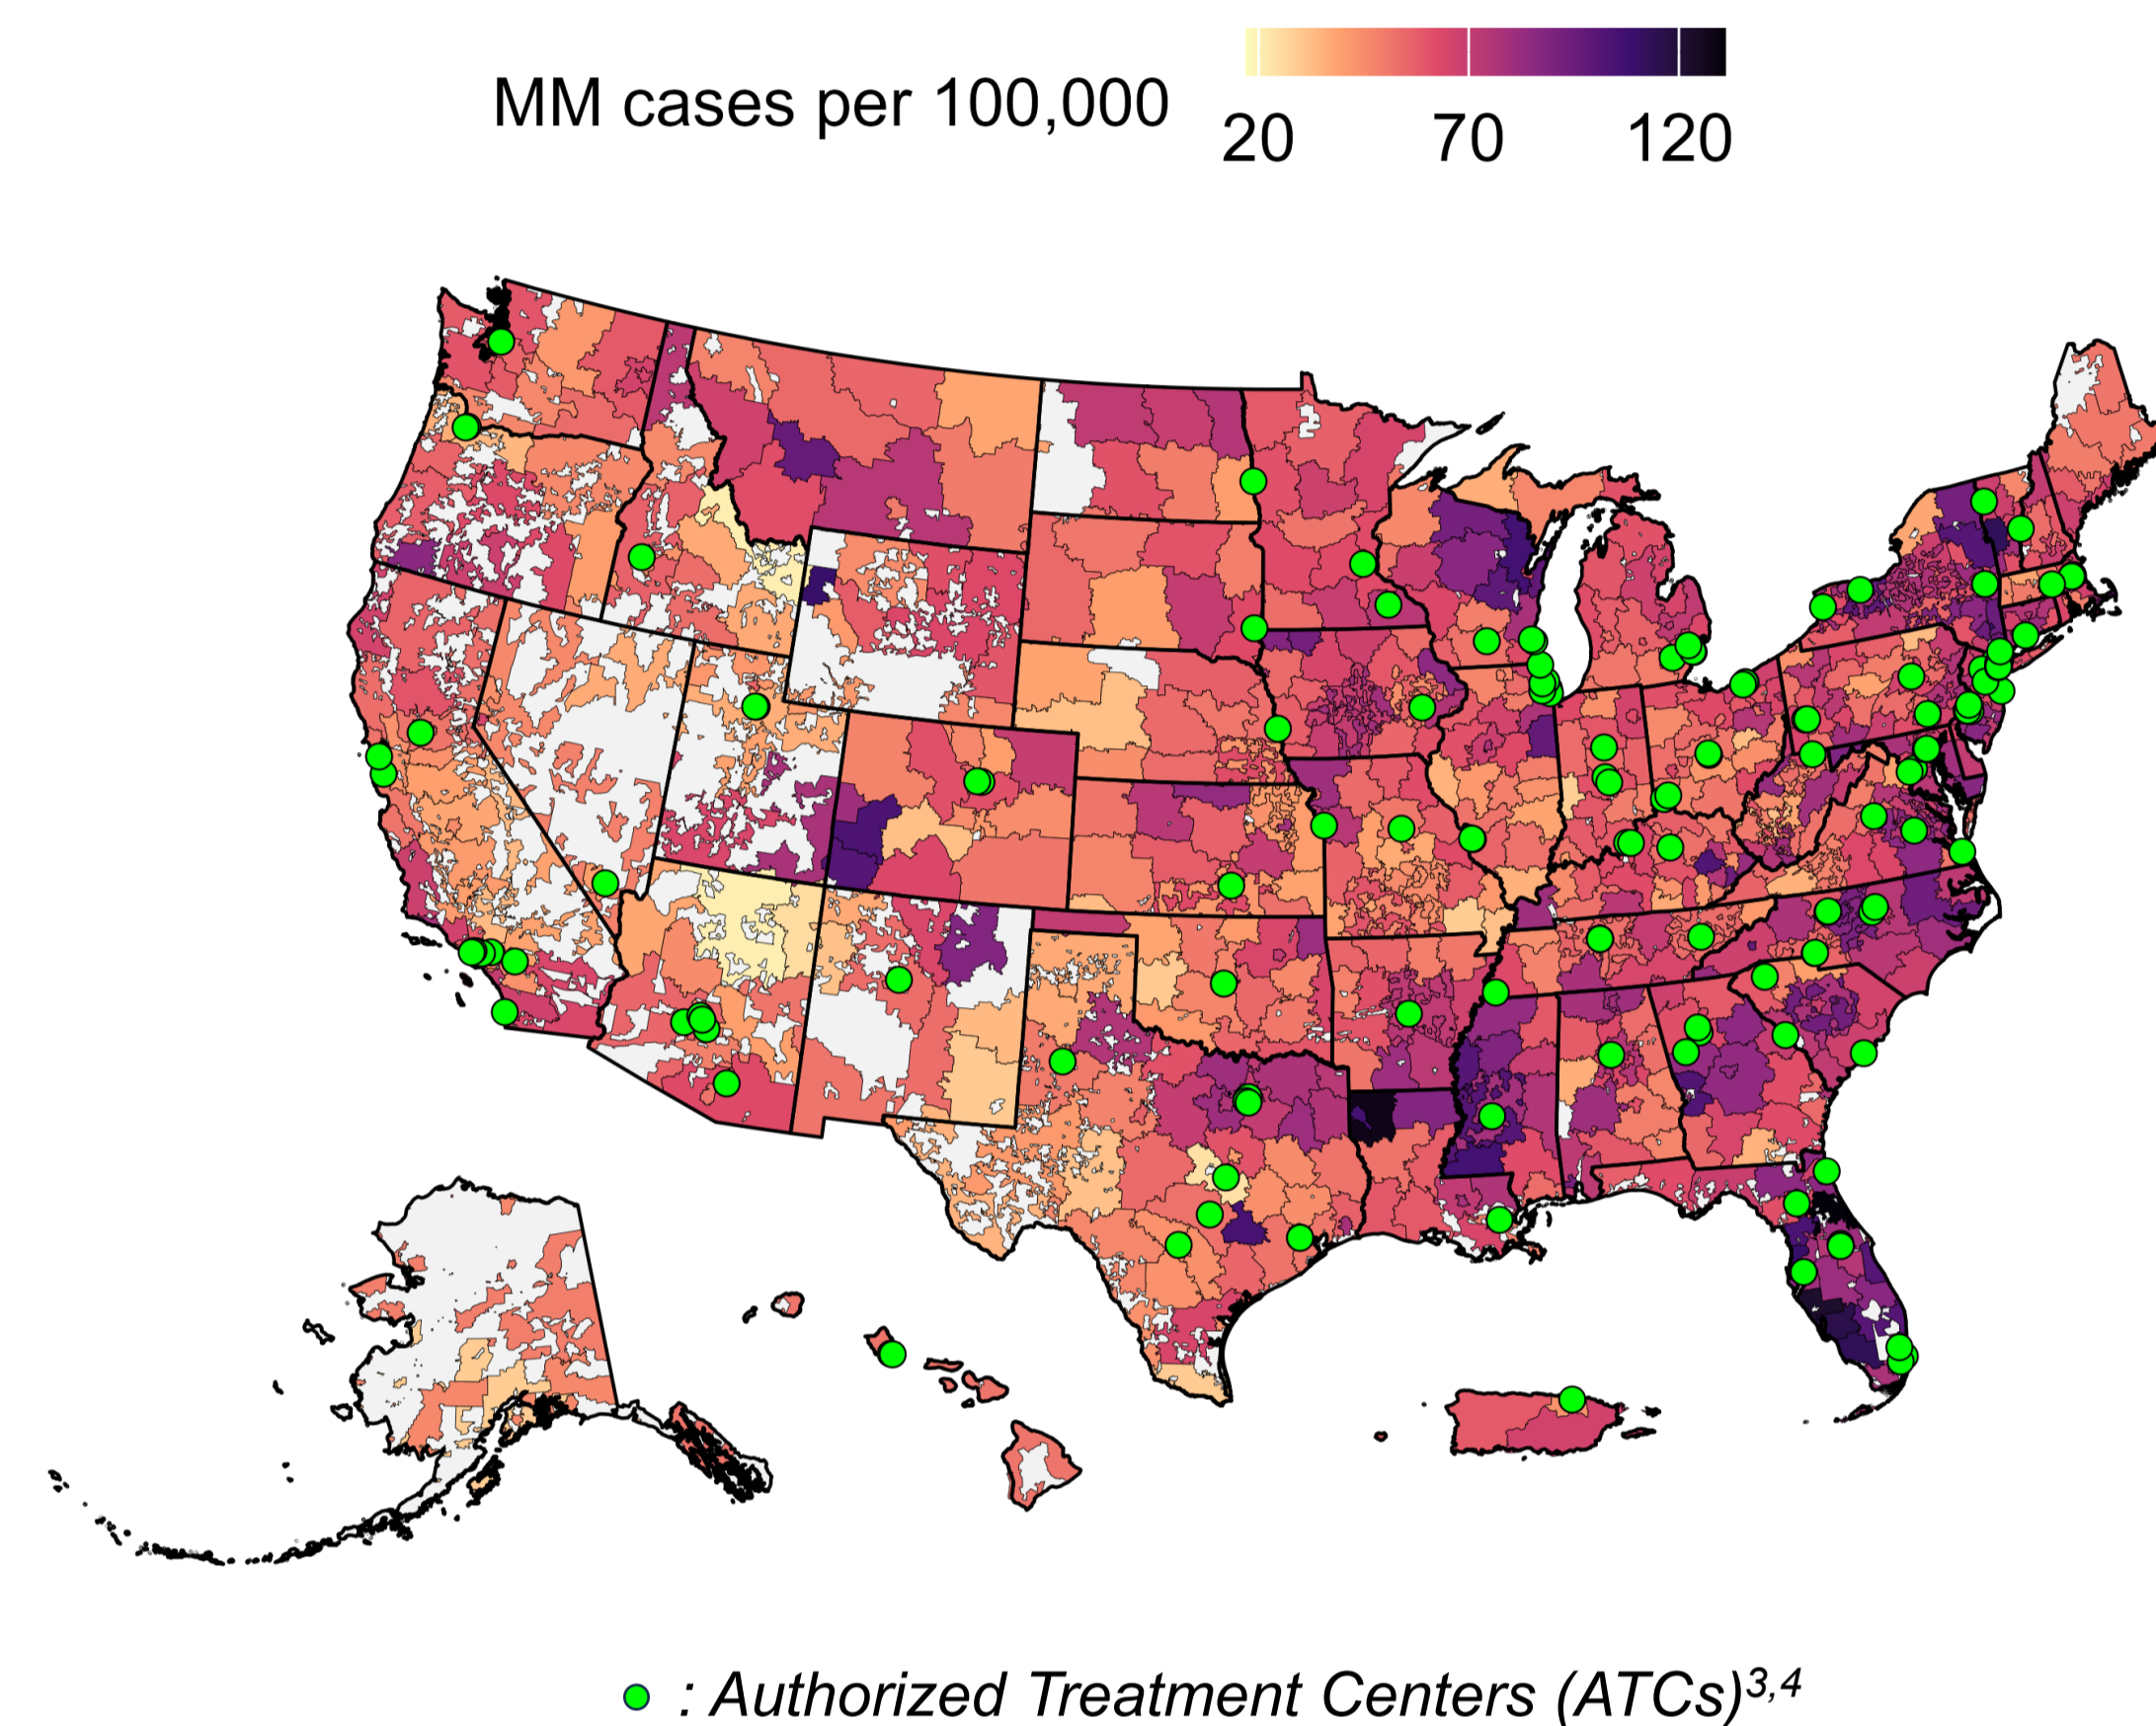 MM cases per 100,000
20 70 120
: Authorized Treatment Centers (ATCs)3,4